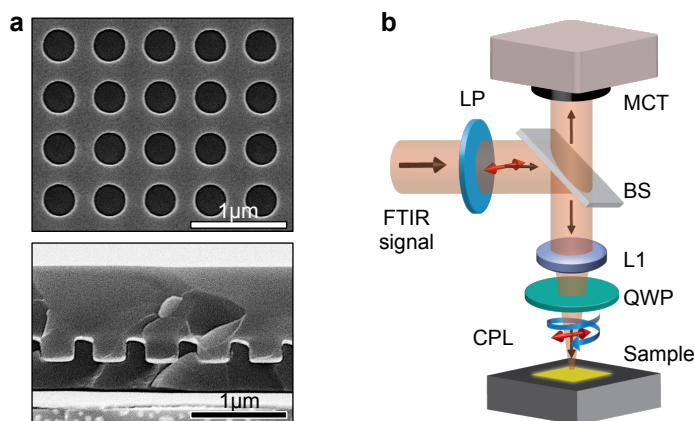 a
1μm
1μm
b
LP
MCT
FTIR
signal
BS
L1
QWP
CPL
Sample